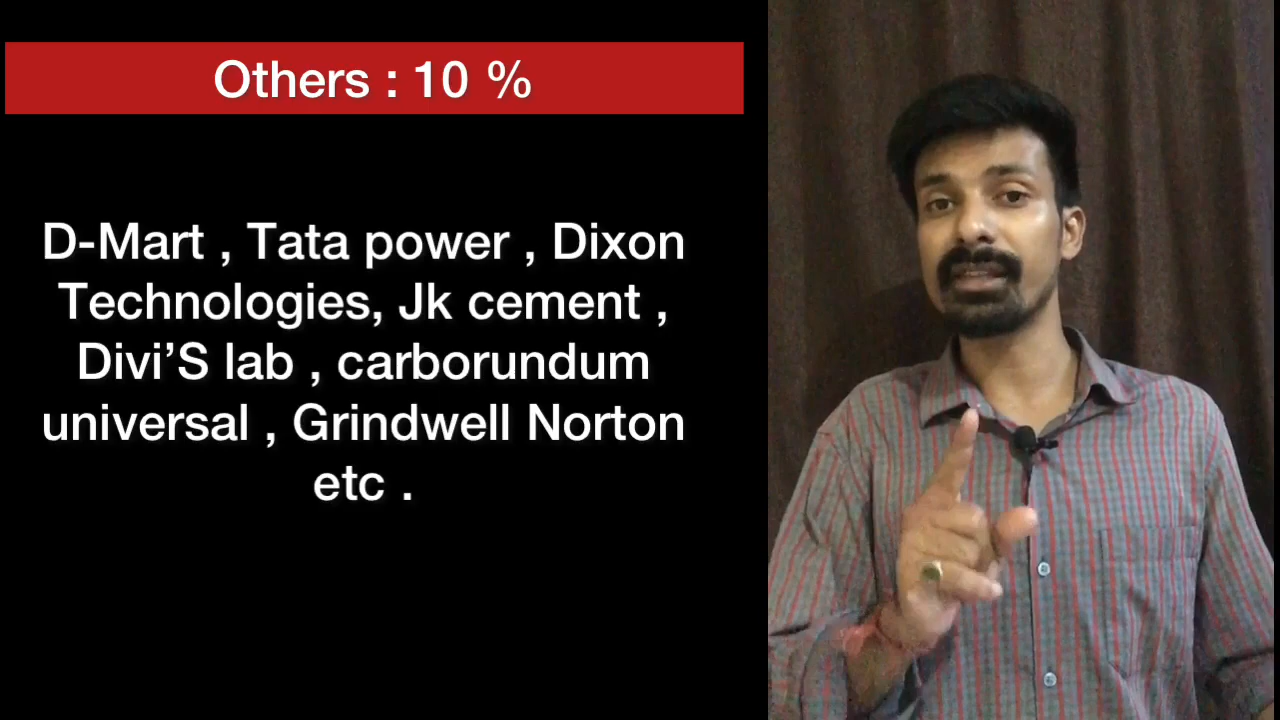 Others : 10 %
D-Mart , Tata power , Dixon
Technologies, Jk cement ,
Divi’S lab , carborundum
universal , Grindwell Norton
etc .